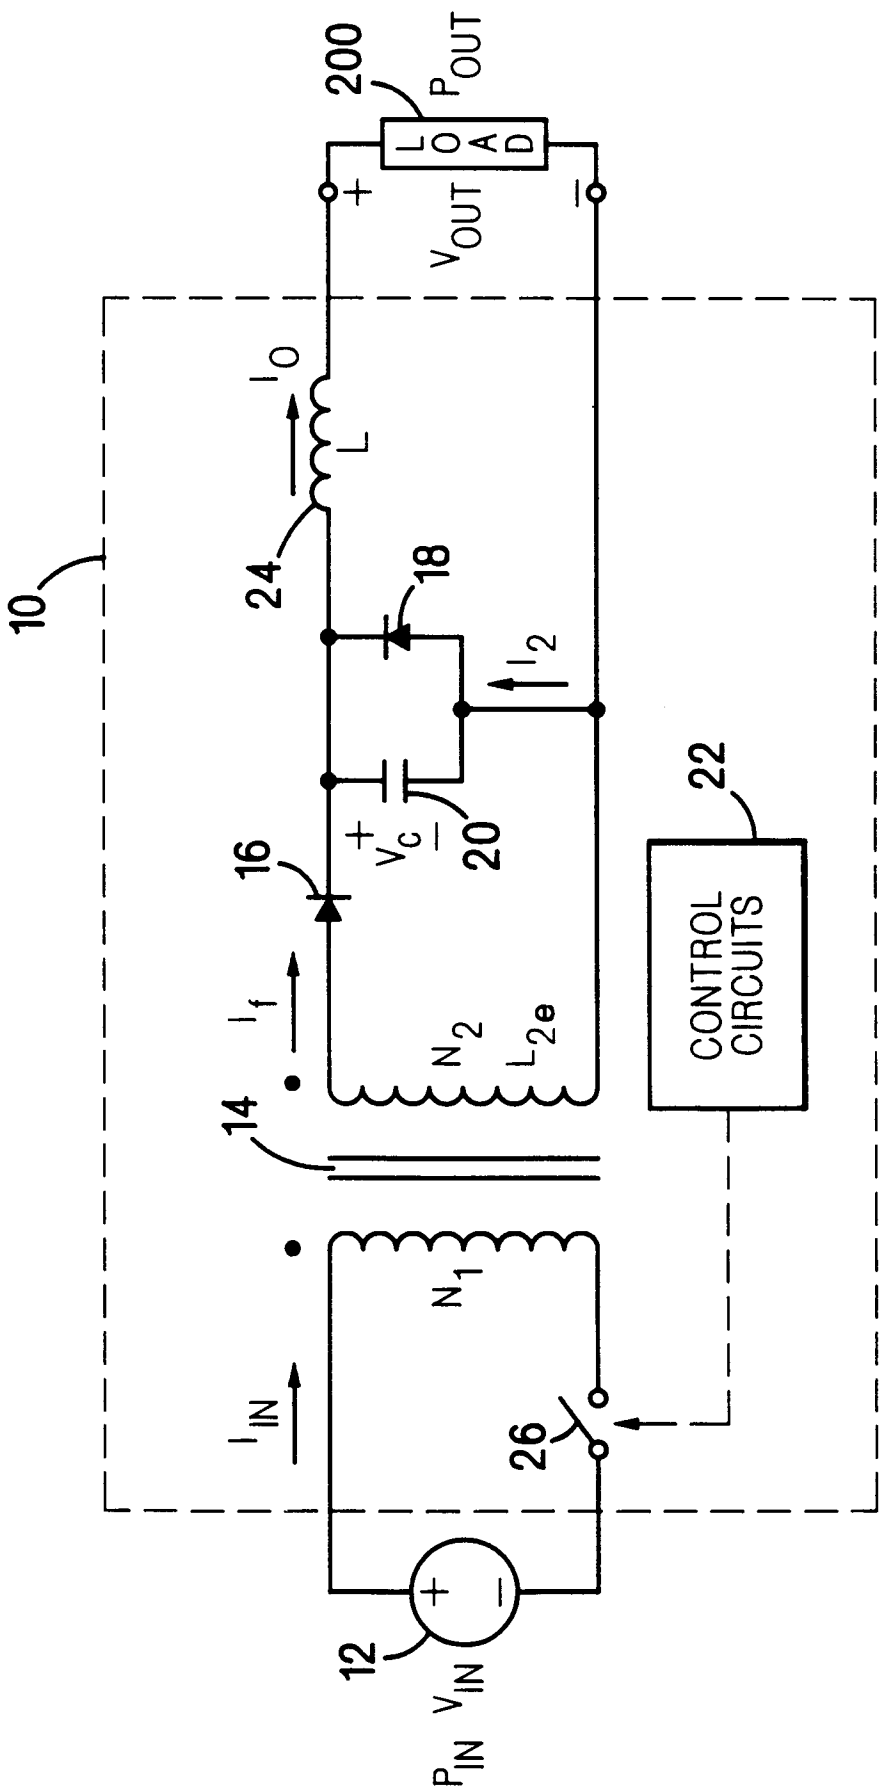 10
P_IN
V_IN
12
I_IN
N_1
26
14
I_f
N_2
L_2e
16
+
V_C
−
20
18
I_2
24
L
I_O
CONTROL
CIRCUITS
22
+
−
+
V_OUT
−
LOAD
200
P_OUT